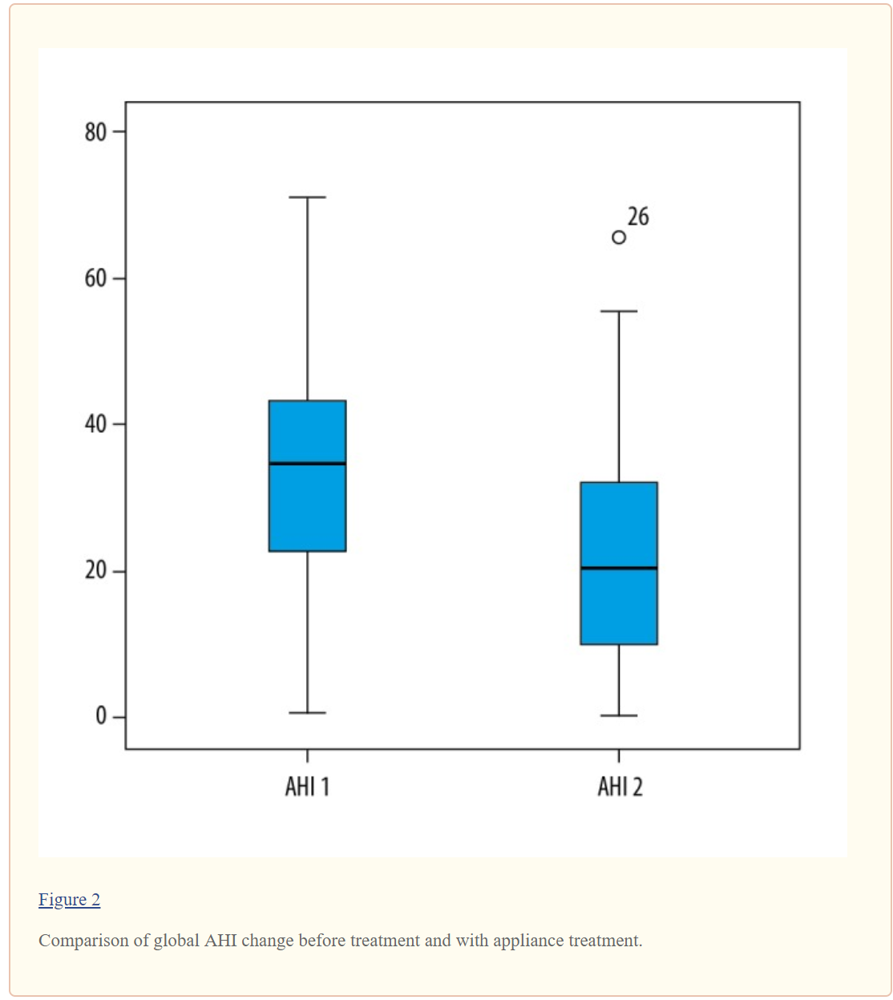 80
26
60
40
20
0
AHI 1 AHI 2
Figure 2
Comparison of global AHI change before treatment and with appliance treatment.